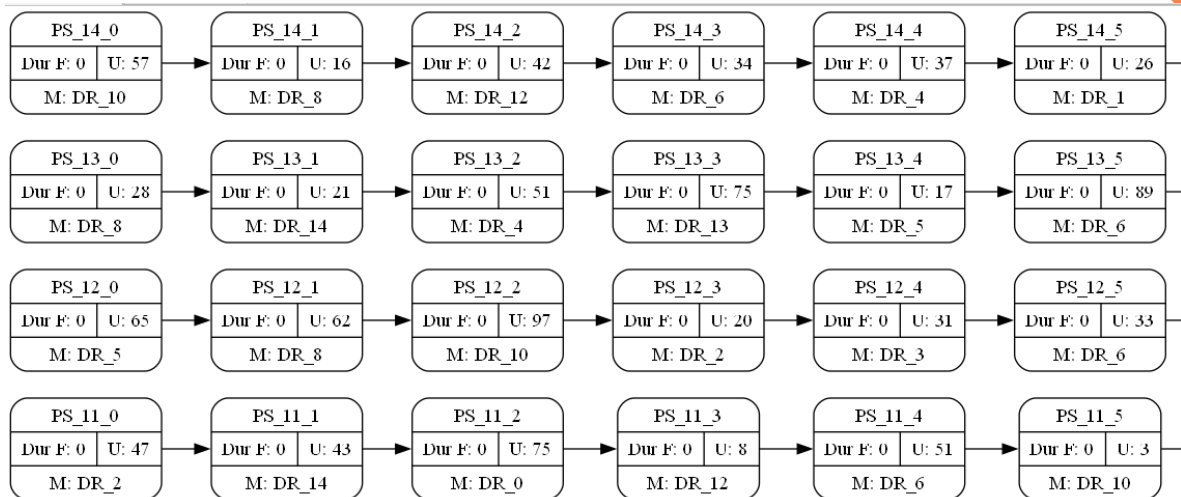 PS_14_0 PS_14_1 PS_14_2 PS_14_3 PS_14_4 PS_14_5
Dur F: 0 U: 57 Dur F: 0 U: 16 Dur F: 0 U: 42 Dur F: 0 U: 34 Dur F: 0 U: 37 Dur F: 0 U: 26
M: DR_10 M: DR_8 M: DR_12 M: DR_6 M: DR_4 M: DR_1
PS_13_0 PS_13_1 PS_13_2 PS_13_3 PS_13_4 PS_13_5
Dur F: 0 U: 28 Dur F: 0 U: 21 Dur F: 0 U: 51 Dur F: 0 U: 75 Dur F: 0 U: 17 Dur F: 0 U: 89
M: DR_8 M: DR_14 M: DR_4 M: DR_13 M: DR_5 M: DR_6
PS_12_0 PS_12_1 PS_12_2 PS_12_3 PS_12_4 PS_12_5
Dur F: 0 U: 65 Dur F: 0 U: 62 Dur F: 0 U: 97 Dur F: 0 U: 20 Dur F: 0 U: 31 Dur F: 0 U: 33
M: DR_5 M: DR_8 M: DR_10 M: DR_2 M: DR_3 M: DR_6
PS_11_0 PS_11_1 PS_11_2 PS_11_3 PS_11_4 PS_11_5
Dur F: 0 U: 47 Dur F: 0 U: 43 Dur F: 0 U: 75 Dur F: 0 U: 8 Dur F: 0 U: 51 Dur F: 0 U: 3
M: DR_2 M: DR_14 M: DR_0 M: DR_12 M: DR_6 M: DR_10